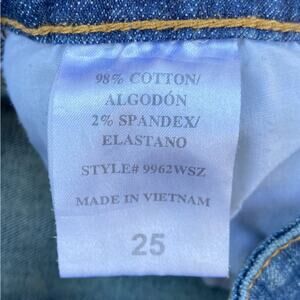 98% COTTON/
ALGODÓN
2% SPANDEX/
ELASTANO
STYLE# 9962WSZ
MADE IN VIETNAM
25